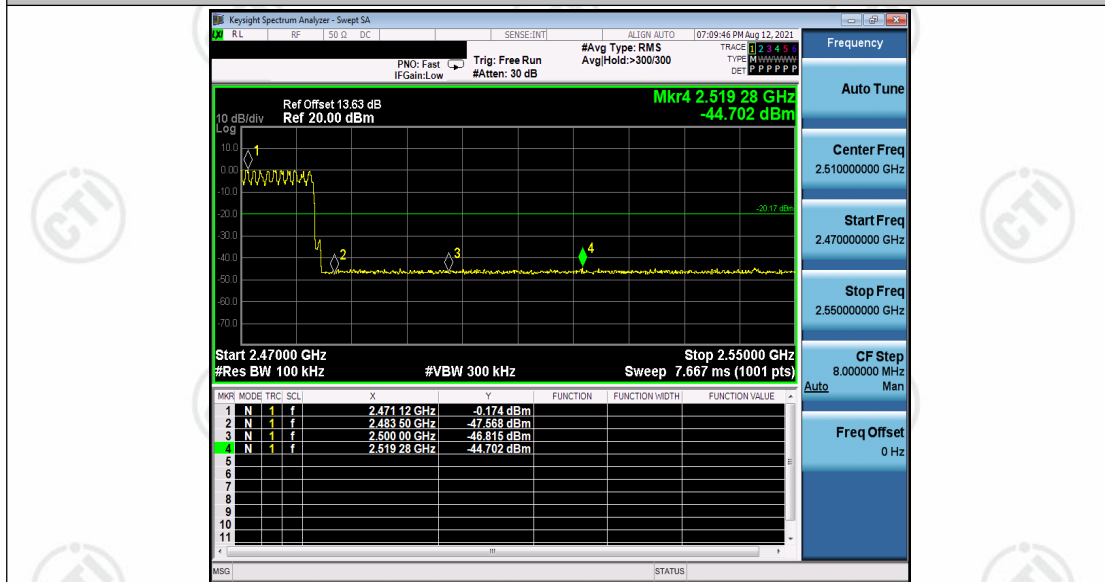 Keysight Spectrum Analyzer - Swept SA
RL RF 50 Ω DC SENSE:INT ALIGN AUTO 07:09:46 PM Aug 12, 2021
#Avg Type: RMS TRACE 1 2 3 4 5 6
PNO: Fast Trig: Free Run Avg|Hold:>300/300 TYPE M W W W W W
IFGain:Low #Atten: 30 dB DET P P P P P P
Frequency
Auto Tune
Center Freq
2.510000000 GHz
Start Freq
2.470000000 GHz
Stop Freq
2.550000000 GHz
CF Step
8.000000 MHz
Auto Man
Freq Offset
0 Hz
Mkr4 2.519 28 GHz
-44.702 dBm
Ref Offset 13.63 dB
10 dB/div Ref 20.00 dBm
Log
10.0
0.00
-10.0
-20.0
-30.0
-40.0
-50.0
-60.0
-70.0
1
2
3
4
-20.17 dBm
Start 2.47000 GHz Stop 2.55000 GHz
#Res BW 100 kHz #VBW 300 kHz Sweep 7.667 ms (1001 pts)
MKR MODE TRC SCL X Y FUNCTION FUNCTION WIDTH FUNCTION VALUE
1 N 1 f 2.471 12 GHz -0.174 dBm
2 N 1 f 2.483 50 GHz -47.568 dBm
3 N 1 f 2.500 00 GHz -46.815 dBm
4 N 1 f 2.519 28 GHz -44.702 dBm
5
6
7
8
9
10
11
MSG STATUS
CTI
CTI